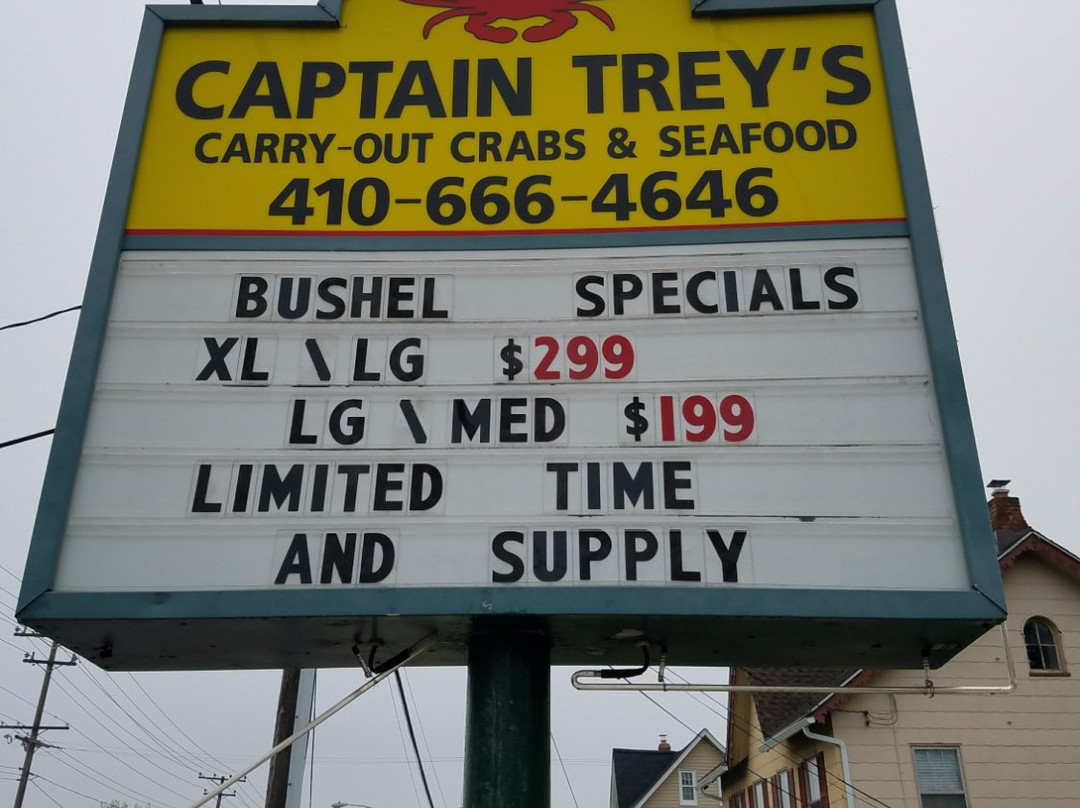 CAPTAIN TREY'S
CARRY-OUT CRABS & SEAFOOD
410-666-4646
BUSHEL SPECIALS
XL \ LG $299
LG \ MED $199
LIMITED TIME
AND SUPPLY